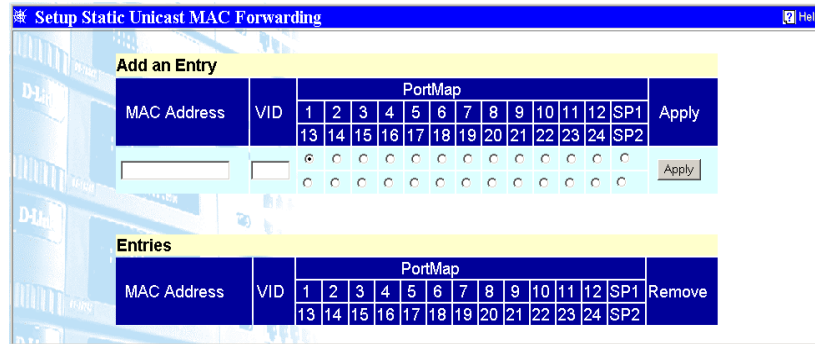 Setup Static Unicast MAC Forwarding
Hel
Add an Entry
MAC Address VID PortMap Apply
1 2 3 4 5 6 7 8 9 10 11 12 SP1
13 14 15 16 17 18 19 20 21 22 23 24 SP2
Apply
Entries
MAC Address VID PortMap Remove
1 2 3 4 5 6 7 8 9 10 11 12 SP1
13 14 15 16 17 18 19 20 21 22 23 24 SP2